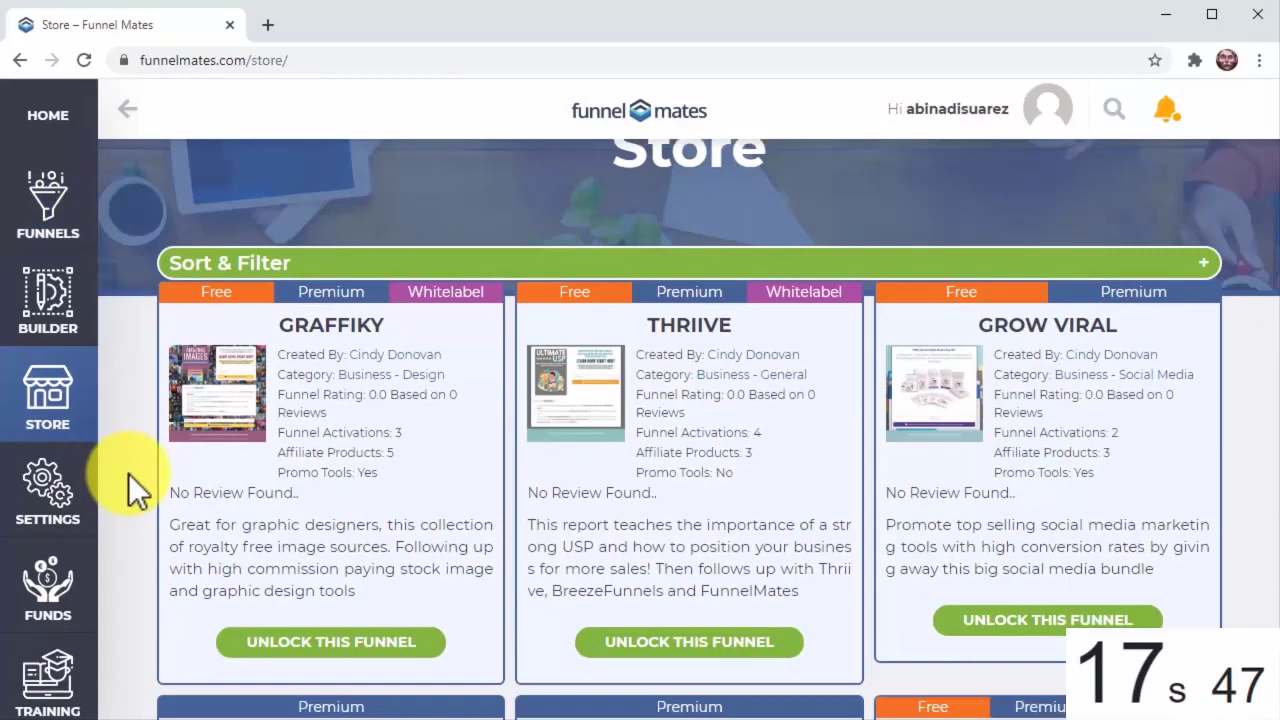 Store – Funnel Mates
funnelmates.com/store/
HOME
FUNNELS
BUILDER
STORE
SETTINGS
FUNDS
TRAINING
funnel mates
Hi abinadisuarez
Store
Sort & Filter +
Free Premium Whitelabel
GRAFFIKY
Created By: Cindy Donovan
Category: Business - Design
Funnel Rating: 0.0 Based on 0
Reviews
Funnel Activations: 3
Affiliate Products: 5
Promo Tools: Yes
No Review Found..
Great for graphic designers, this collection
of royalty free image sources. Following up
with high commission paying stock image
and graphic design tools
UNLOCK THIS FUNNEL
Free Premium Whitelabel
THRIIVE
ULTIMATE
USP
Created By: Cindy Donovan
Category: Business - General
Funnel Rating: 0.0 Based on 0
Reviews
Funnel Activations: 4
Affiliate Products: 3
Promo Tools: No
No Review Found..
This report teaches the importance of a str
ong USP and how to position your busines
s for more sales! Then follows up with Thrii
ve, BreezeFunnels and FunnelMates
UNLOCK THIS FUNNEL
Free Premium
GROW VIRAL
Created By: Cindy Donovan
Category: Business - Social Media
Funnel Rating: 0.0 Based on 0
Reviews
Funnel Activations: 2
Affiliate Products: 3
Promo Tools: Yes
No Review Found..
Promote top selling social media marketin
g tools with high conversion rates by givin
g away this big social media bundle
UNLOCK THIS FUNNEL
Premium
Premium
Free Premiu
17 s 47